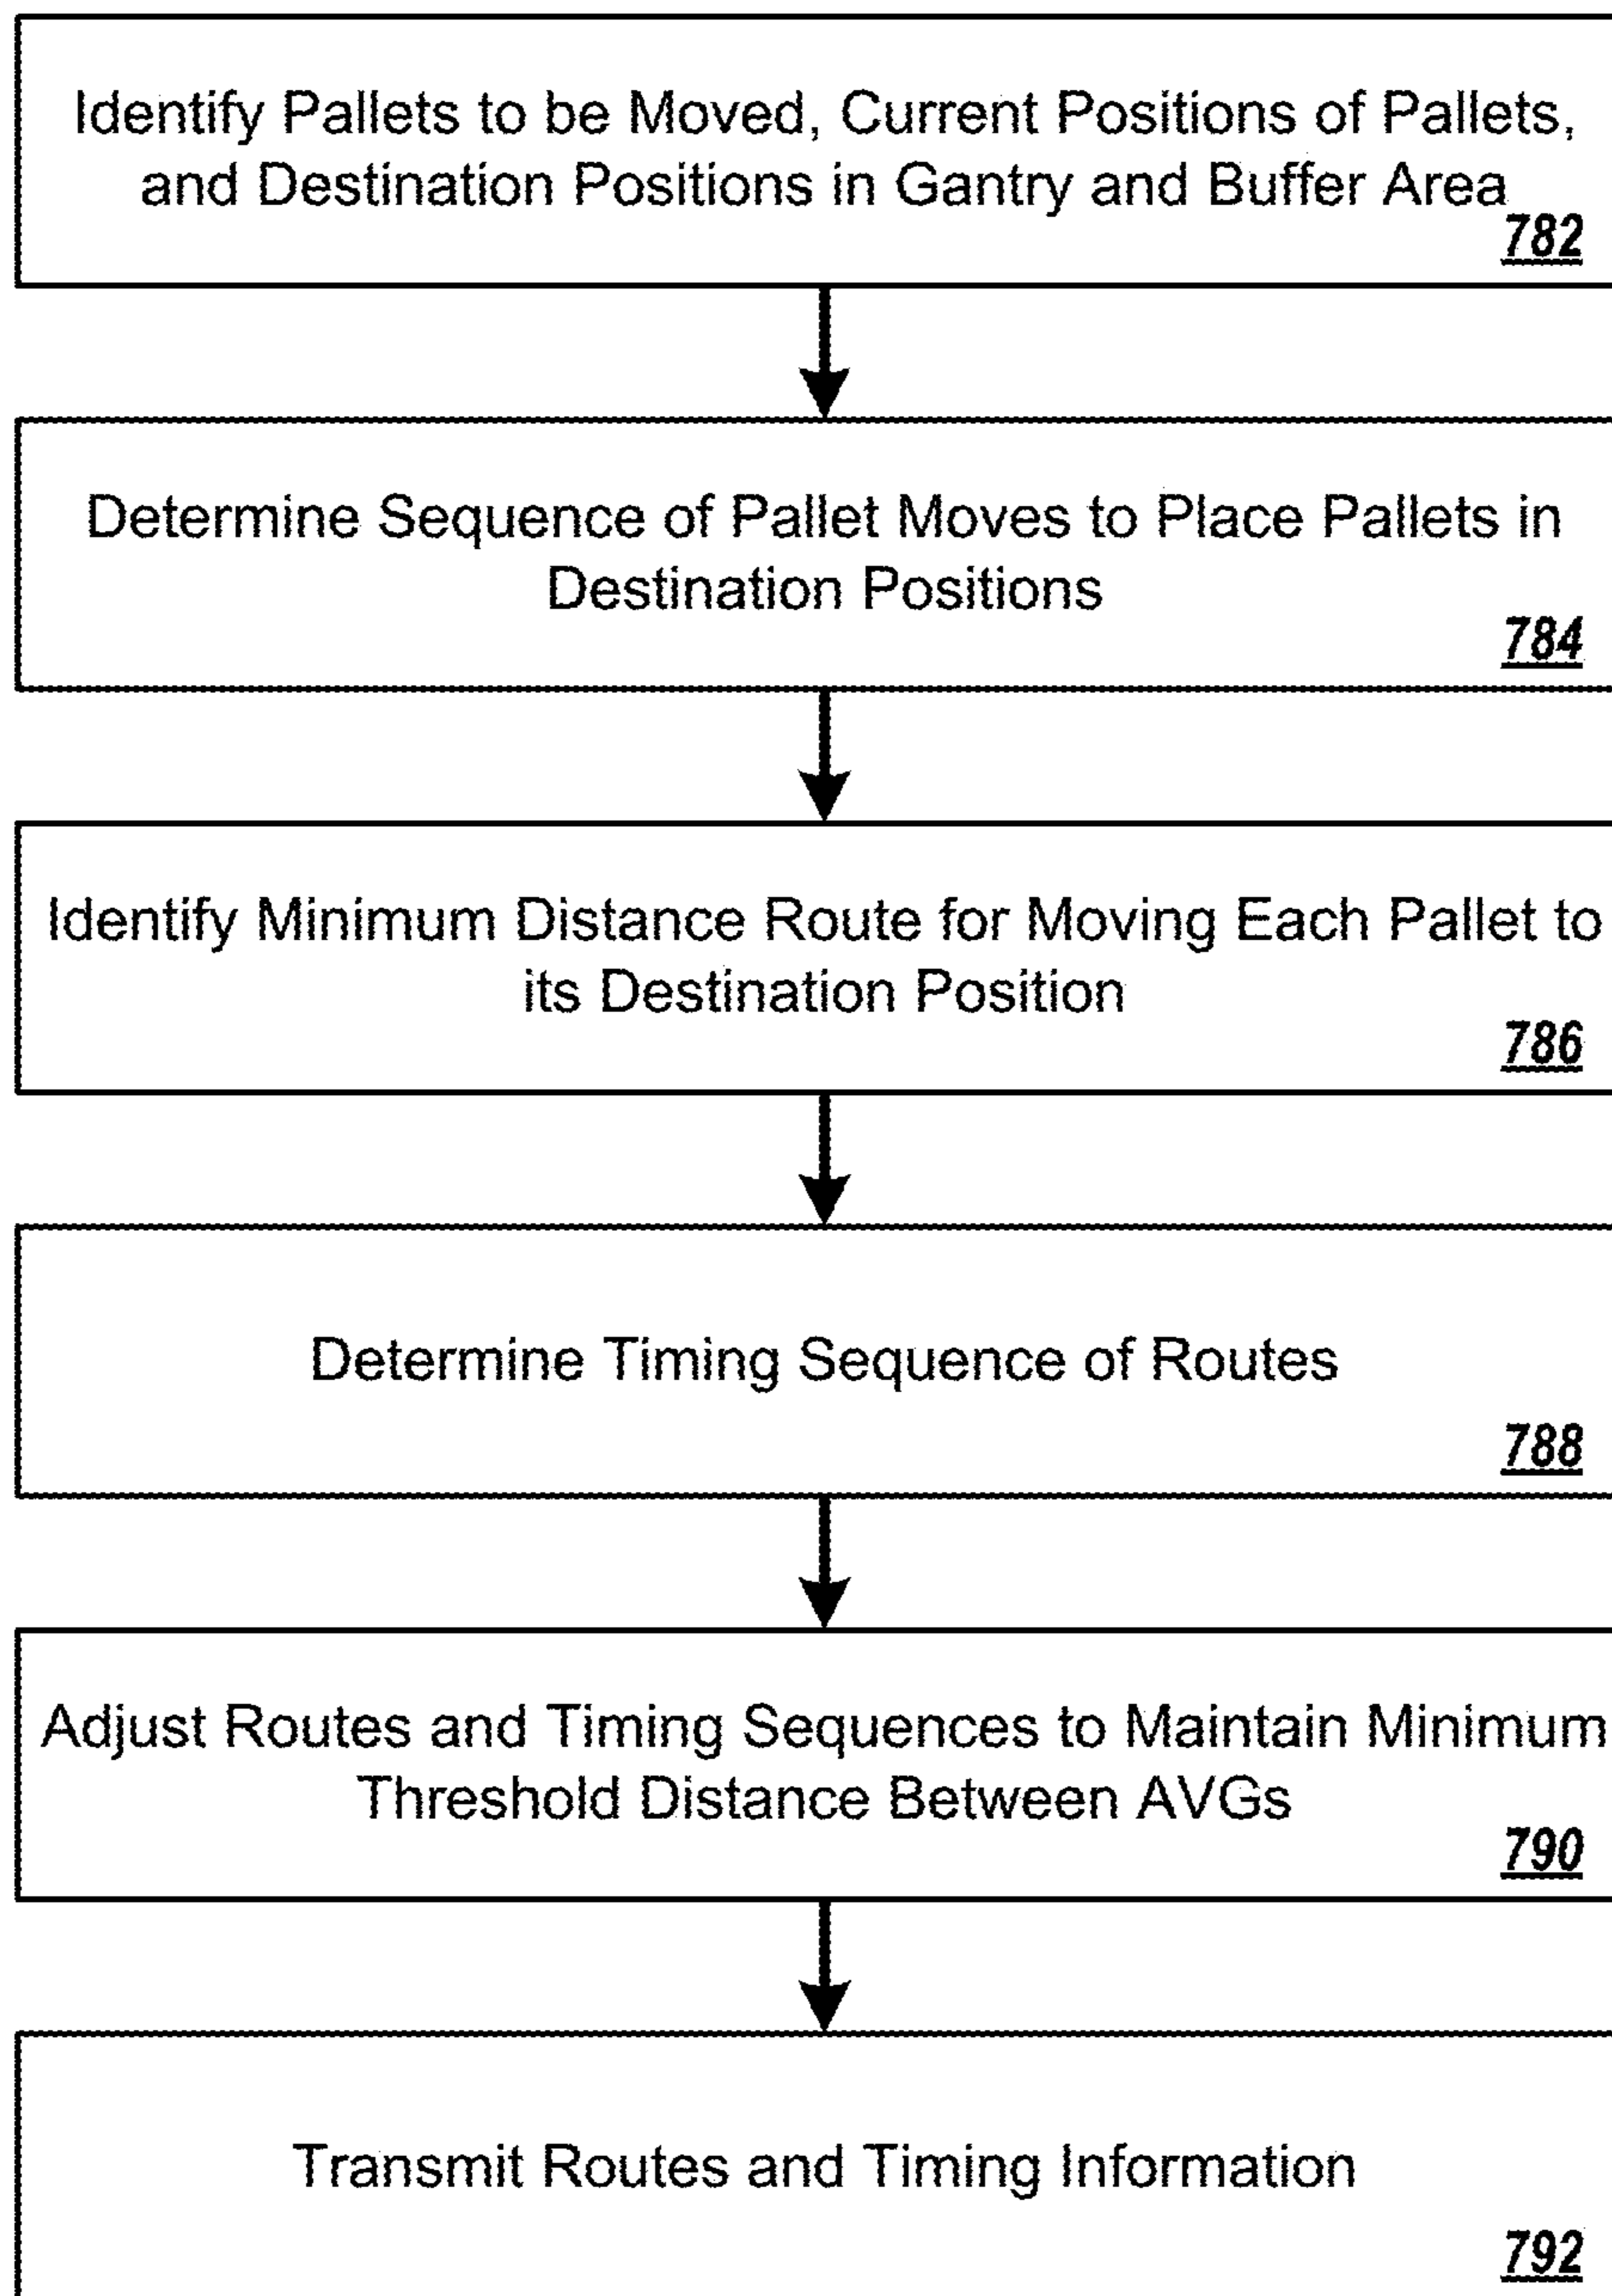 Identify Pallets to be Moved, Current Positions of Pallets,
and Destination Positions in Gantry and Buffer Area
782
Determine Sequence of Pallet Moves to Place Pallets in
Destination Positions
784
Identify Minimum Distance Route for Moving Each Pallet to
its Destination Position
786
Determine Timing Sequence of Routes
788
Adjust Routes and Timing Sequences to Maintain Minimum
Threshold Distance Between AVGs
790
Transmit Routes and Timing Information
792